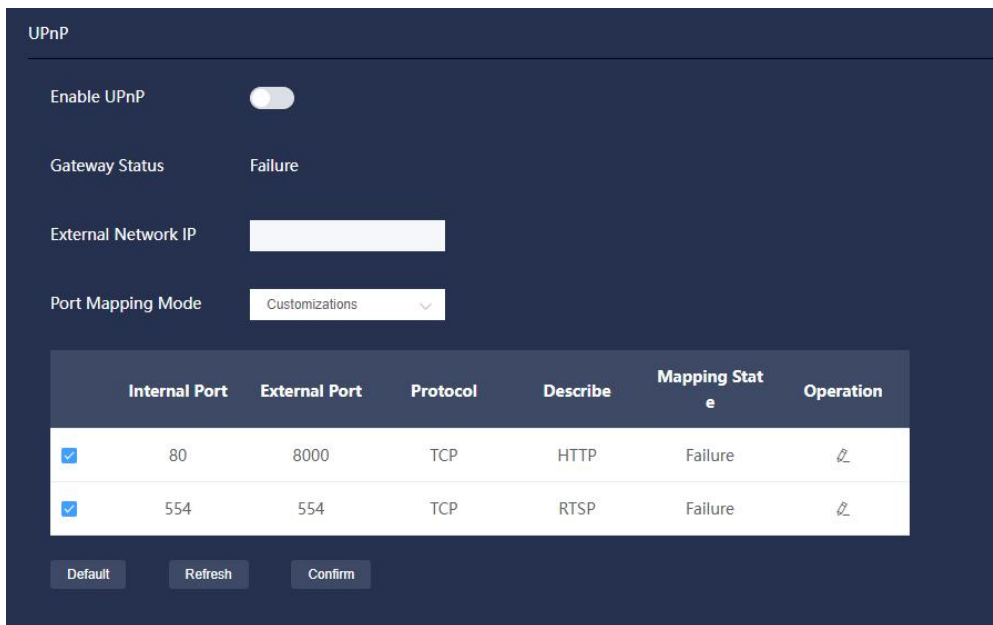 UPnP
Enable UPnP
Gateway Status Failure
External Network IP
Port Mapping Mode Customizations
Internal Port External Port Protocol Describe Mapping Stat
e Operation
80 8000 TCP HTTP Failure
554 554 TCP RTSP Failure
Default Refresh Confirm